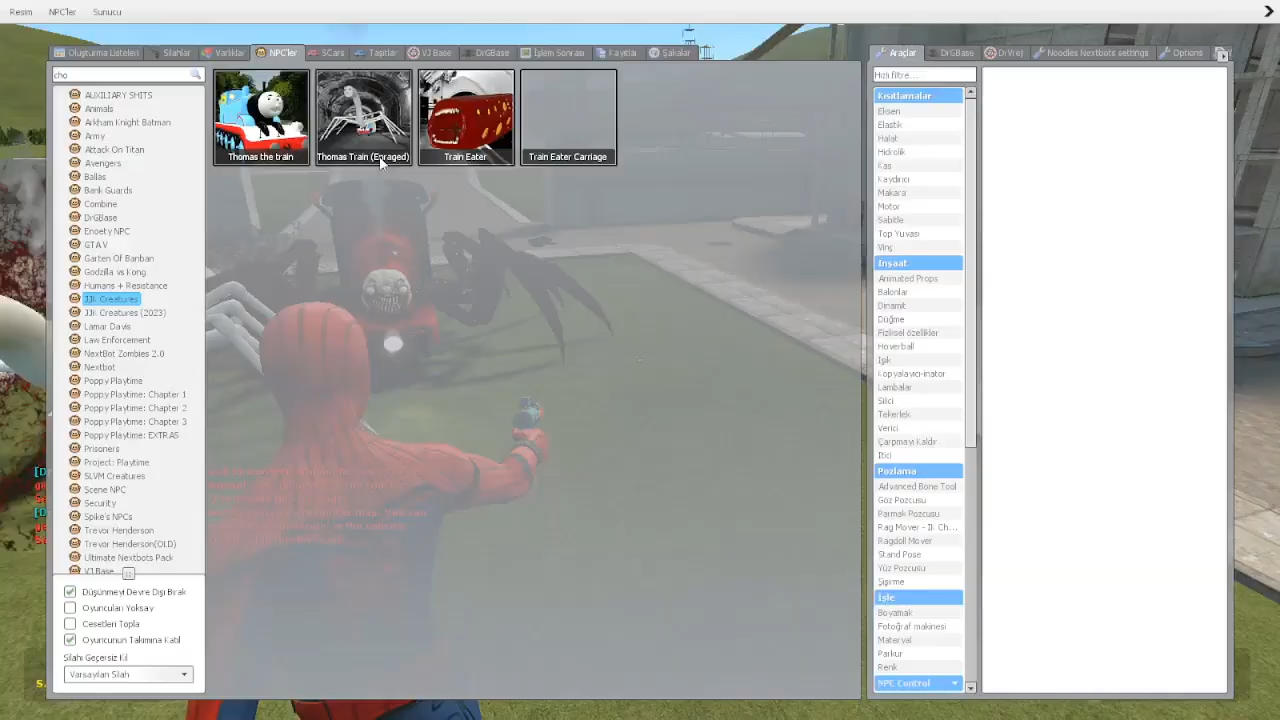 Resim NPC'ler Sunucu
Oluşturma Listeleri Silahlar Varlıklar NPC'ler SCars Taşıtlar VJ Base DrGBase İşlem Sonrası Kayıtlı Şakalar
Araçlar DrGBase DrVrej Noodles Nextbots settings Options
cho
Hızlı filtre...
Thomas the train
Thomas Train (Enraged)
Train Eater
Train Eater Carriage
AUXILIARY SHITS
Animals
Arkham Knight Batman
Army
Attack On Titan
Avengers
Ballas
Bank Guards
Combine
DrGBase
Enoety NPC
GTA V
Garten Of Banban
Godzilla vs Kong
Humans + Resistance
JJK Creatures
JJK Creatures (2023)
Lamar Davis
Law Enforcement
NextBot Zombies 2.0
Nextbot
Poppy Playtime
Poppy Playtime: Chapter 1
Poppy Playtime: Chapter 2
Poppy Playtime: Chapter 3
Poppy Playtime: EXTRAS
Prisoners
Project: Playtime
SLVM Creatures
Scene NPC
Security
Spike's NPCs
Trevor Henderson
Trevor Henderson(OLD)
Ultimate Nextbots Pack
VJ Base
Düşünmeyi Devre Dışı Bırak
Oyuncuları Yoksay
Cesetleri Topla
Oyuncunun Takımına Katıl
Silahı Geçersiz Kıl
Varsayılan Silah
Kısıtlamalar
Eksen
Elastik
Halat
Hidrolik
Kas
Kaydırıcı
Makara
Motor
Sabitle
Top Yuvası
Vinç
İnşaat
Animated Props
Balonlar
Dinamit
Düğme
Fiziksel özellikler
Hoverball
Işık
Kopyalayıcı-inatör
Lambalar
Silici
Tekerlek
Verici
Çarpmayı Kaldır
İtici
Pozlama
Advanced Bone Tool
Göz Pozcusu
Parmak Pozcusu
Ragdoll Mover
Stand Pose
Yüz Pozcusu
Şişirme
İşle
Boyamak
Fotoğraf makinesi
Materyal
Parkur
Renk
NPC Control